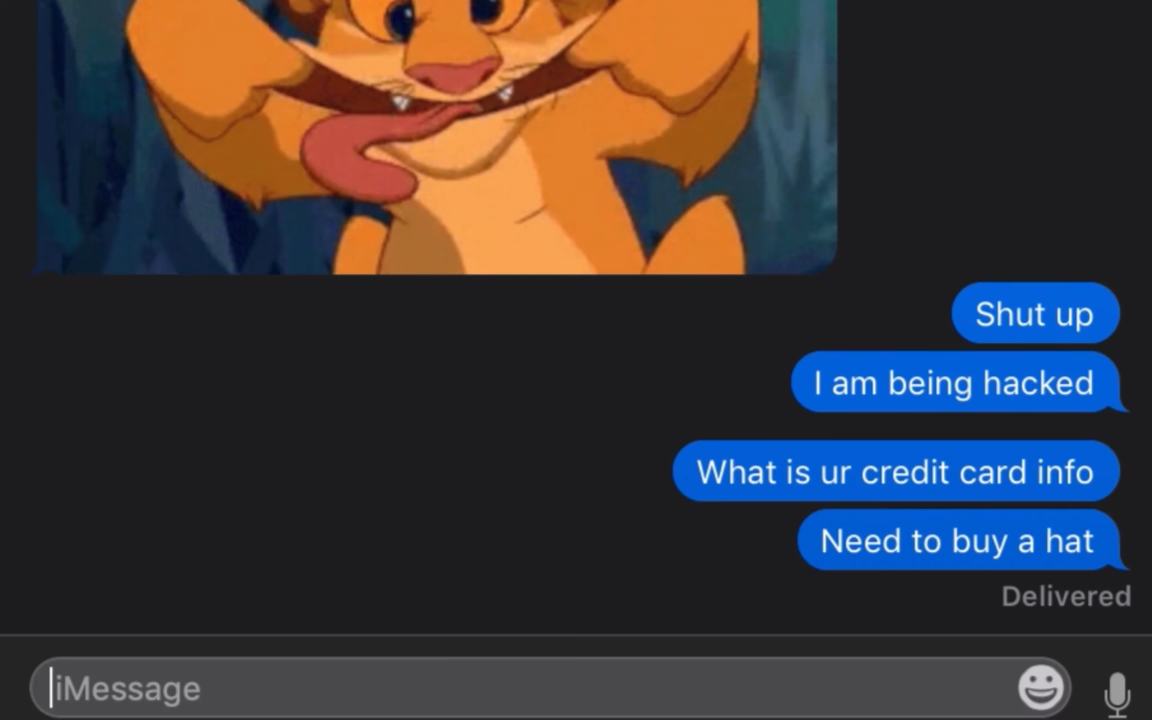 Shut up
I am being hacked
What is ur credit card info
Need to buy a hat
Delivered
iMessage